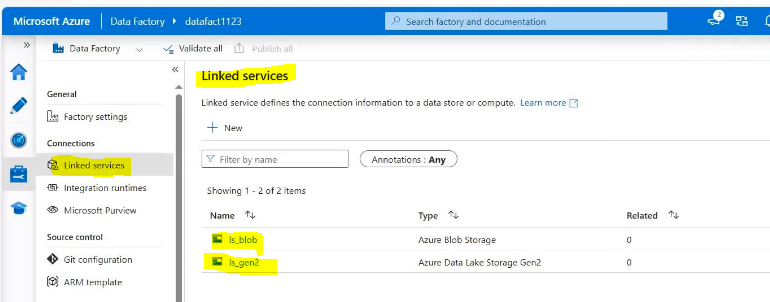 Microsoft Azure | Data Factory datafact1123 Search factory and documentation 2
Data Factory Validate all Publish all
General
Factory settings
Connections
Linked services
Integration runtimes
Microsoft Purview
Source control
Git configuration
ARM template
Linked services
Linked service defines the connection information to a data store or compute. Learn more
New
Filter by name Annotations : Any
Showing 1 - 2 of 2 items
Name Type Related
ls_blob Azure Blob Storage 0
ls_gen2 Azure Data Lake Storage Gen2 0